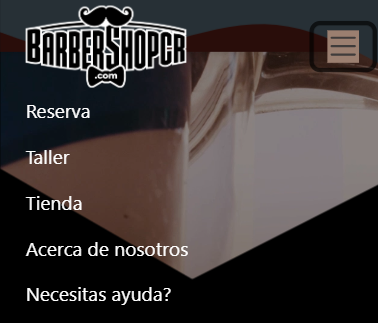 BARBERSHOPCR
.com
Reserva
Taller
Tienda
Acerca de nosotros
Necesitas ayuda?